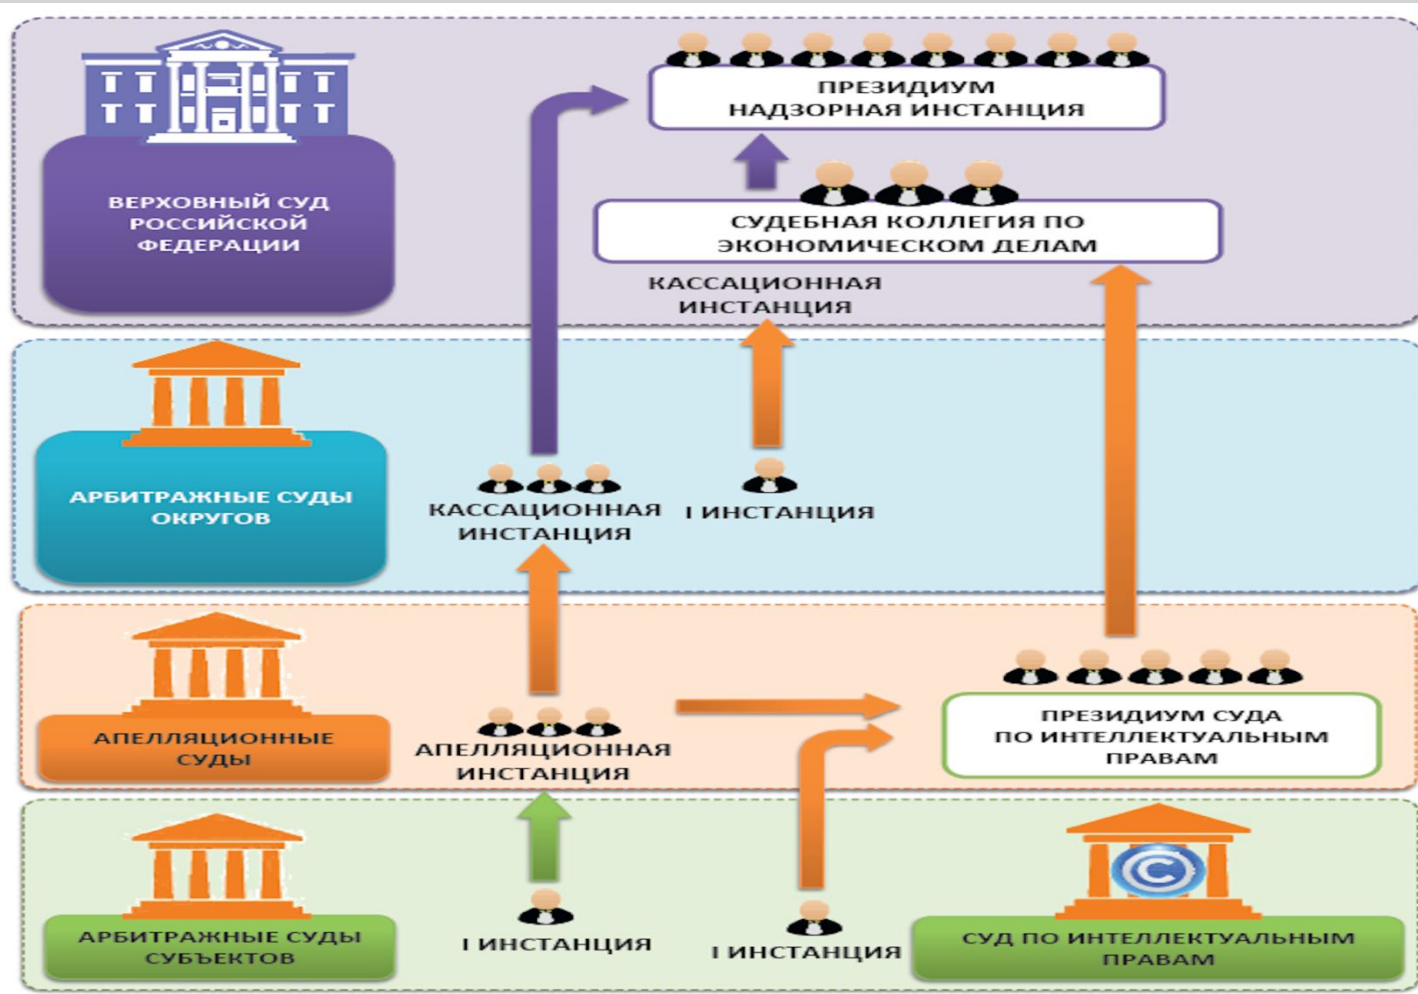 ПРЕЗИДИУМ
НАДЗОРНАЯ ИНСТАНЦИЯ
ВЕРХОВНЫЙ СУД
РОССИЙСКОЙ
ФЕДЕРАЦИИ
СУДЕБНАЯ КОЛЛЕГИЯ ПО
ЭКОНОМИЧЕСКОМ ДЕЛАМ
КАССАЦИОННАЯ
ИНСТАНЦИЯ
АРБИТРАЖНЫЕ СУДЫ
ОКРУГОВ
КАССАЦИОННАЯ
ИНСТАНЦИЯ
I ИНСТАНЦИЯ
АПЕЛЛЯЦИОННЫЕ
СУДЫ
АПЕЛЛЯЦИОННАЯ
ИНСТАНЦИЯ
ПРЕЗИДИУМ СУДА
ПО ИНТЕЛЛЕКТУАЛЬНЫМ
ПРАВАМ
АРБИТРАЖНЫЕ СУДЫ
СУБЪЕКТОВ
I ИНСТАНЦИЯ
I ИНСТАНЦИЯ
©
СУД ПО ИНТЕЛЛЕКТУАЛЬНЫМ
ПРАВАМ